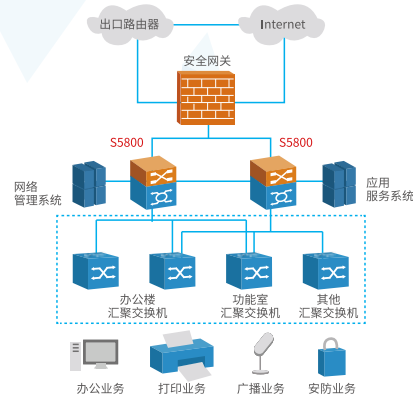 出口路由器
Internet
安全网关
S5800
S5800
网络
管理系统
应用
服务系统
办公楼
汇聚交换机
功能室
汇聚交换机
其他
汇聚交换机
办公业务
打印业务
广播业务
安防业务